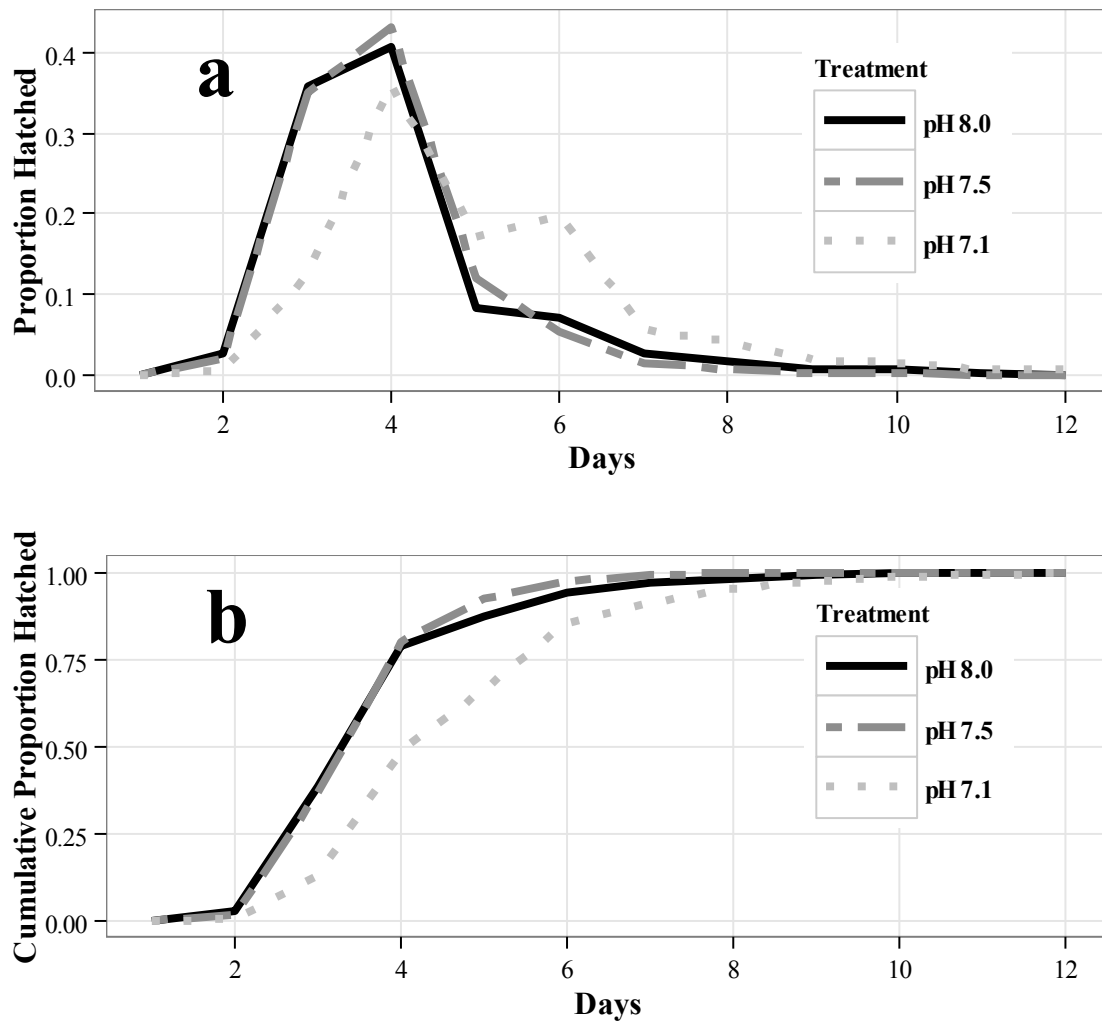 a
Proportion Hatched
0.4
0.3
0.2
0.1
0.0
2 4 6 8 10 12
Days
Treatment
pH 8.0
pH 7.5
pH 7.1
b
Cumulative Proportion Hatched
1.00
0.75
0.50
0.25
0.00
2 4 6 8 10 12
Days
Treatment
pH 8.0
pH 7.5
pH 7.1